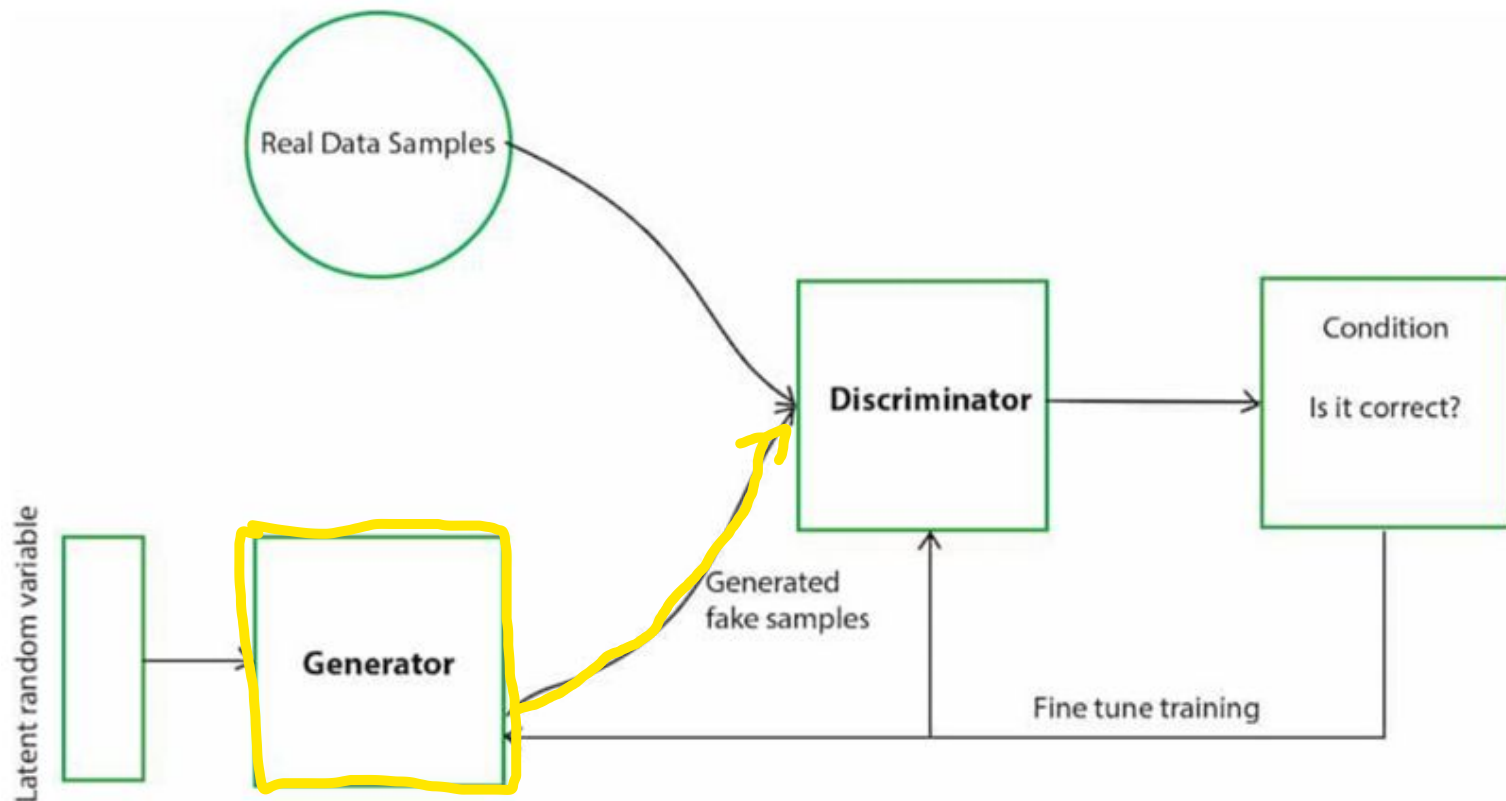 Real Data Samples
Condition
Is it correct?
Discriminator
Generated
fake samples
Latent random variable
Generator
Fine tune training